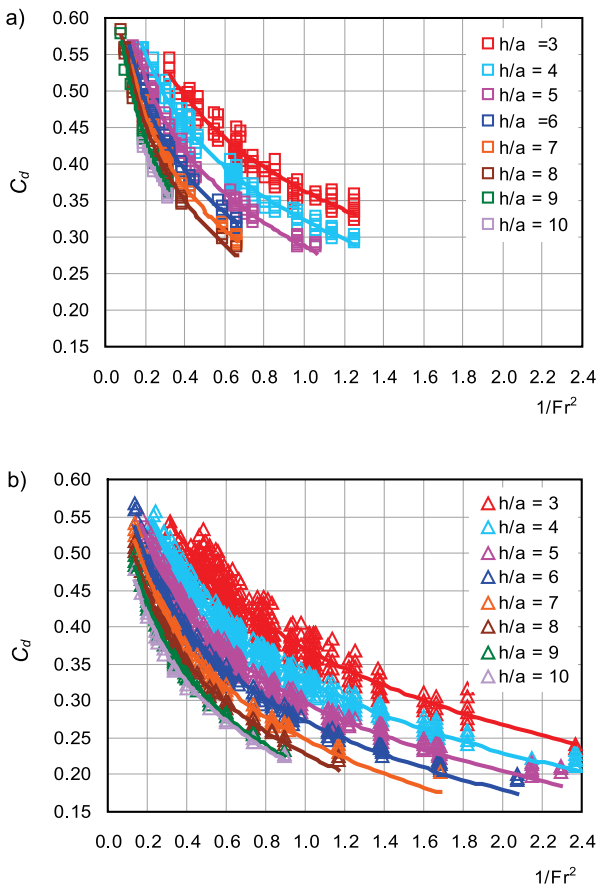 a)
0.60
0.55
0.50
0.45
0.40
0.35
0.30
0.25
0.20
0.15
C_d
h/a =3
h/a = 4
h/a = 5
h/a =6
h/a = 7
h/a = 8
h/a = 9
h/a = 10
0.0 0.2 0.4 0.6 0.8 1.0 1.2 1.4 1.6 1.8 2.0 2.2 2.4
1/Fr²
b)
0.60
0.55
0.50
0.45
0.40
0.35
0.30
0.25
0.20
0.15
C_d
h/a = 3
h/a = 4
h/a = 5
h/a = 6
h/a = 7
h/a = 8
h/a = 9
h/a = 10
0.0 0.2 0.4 0.6 0.8 1.0 1.2 1.4 1.6 1.8 2.0 2.2 2.4
1/Fr²